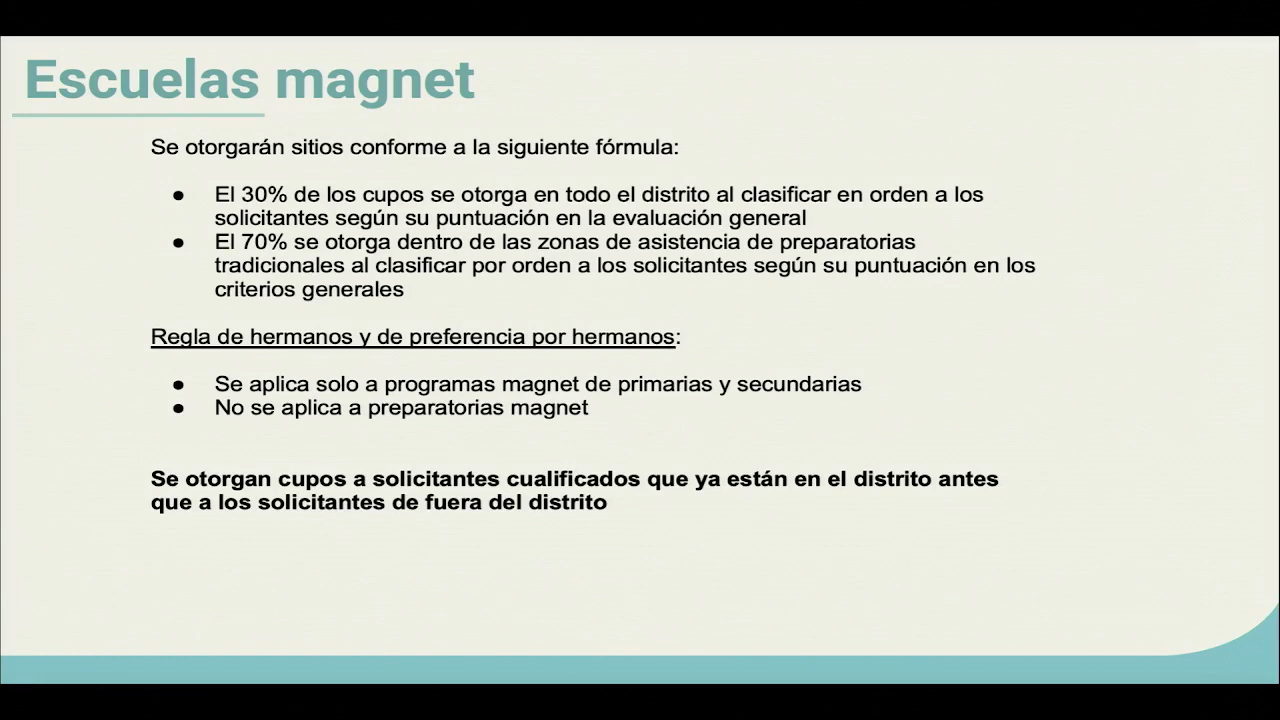 Escuelas magnet
Se otorgarán sitios conforme a la siguiente fórmula:
● El 30% de los cupos se otorga en todo el distrito al clasificar en orden a los
solicitantes según su puntuación en la evaluación general
● El 70% se otorga dentro de las zonas de asistencia de preparatorias
tradicionales al clasificar por orden a los solicitantes según su puntuación en los
criterios generales
Regla de hermanos y de preferencia por hermanos:
● Se aplica solo a programas magnet de primarias y secundarias
● No se aplica a preparatorias magnet
Se otorgan cupos a solicitantes cualificados que ya están en el distrito antes
que a los solicitantes de fuera del distrito